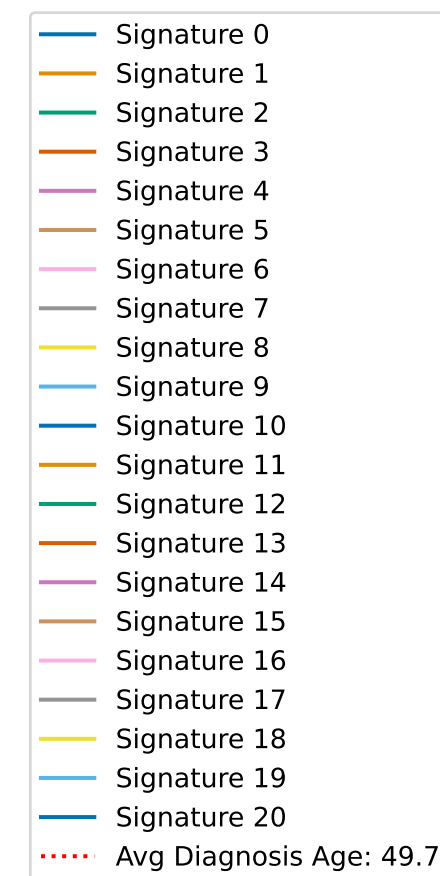 Signature 0
Signature 1
Signature 2
Signature 3
Signature 4
Signature 5
Signature 6
Signature 7
Signature 8
Signature 9
Signature 10
Signature 11
Signature 12
Signature 13
Signature 14
Signature 15
Signature 16
Signature 17
Signature 18
Signature 19
Signature 20
Avg Diagnosis Age: 49.7